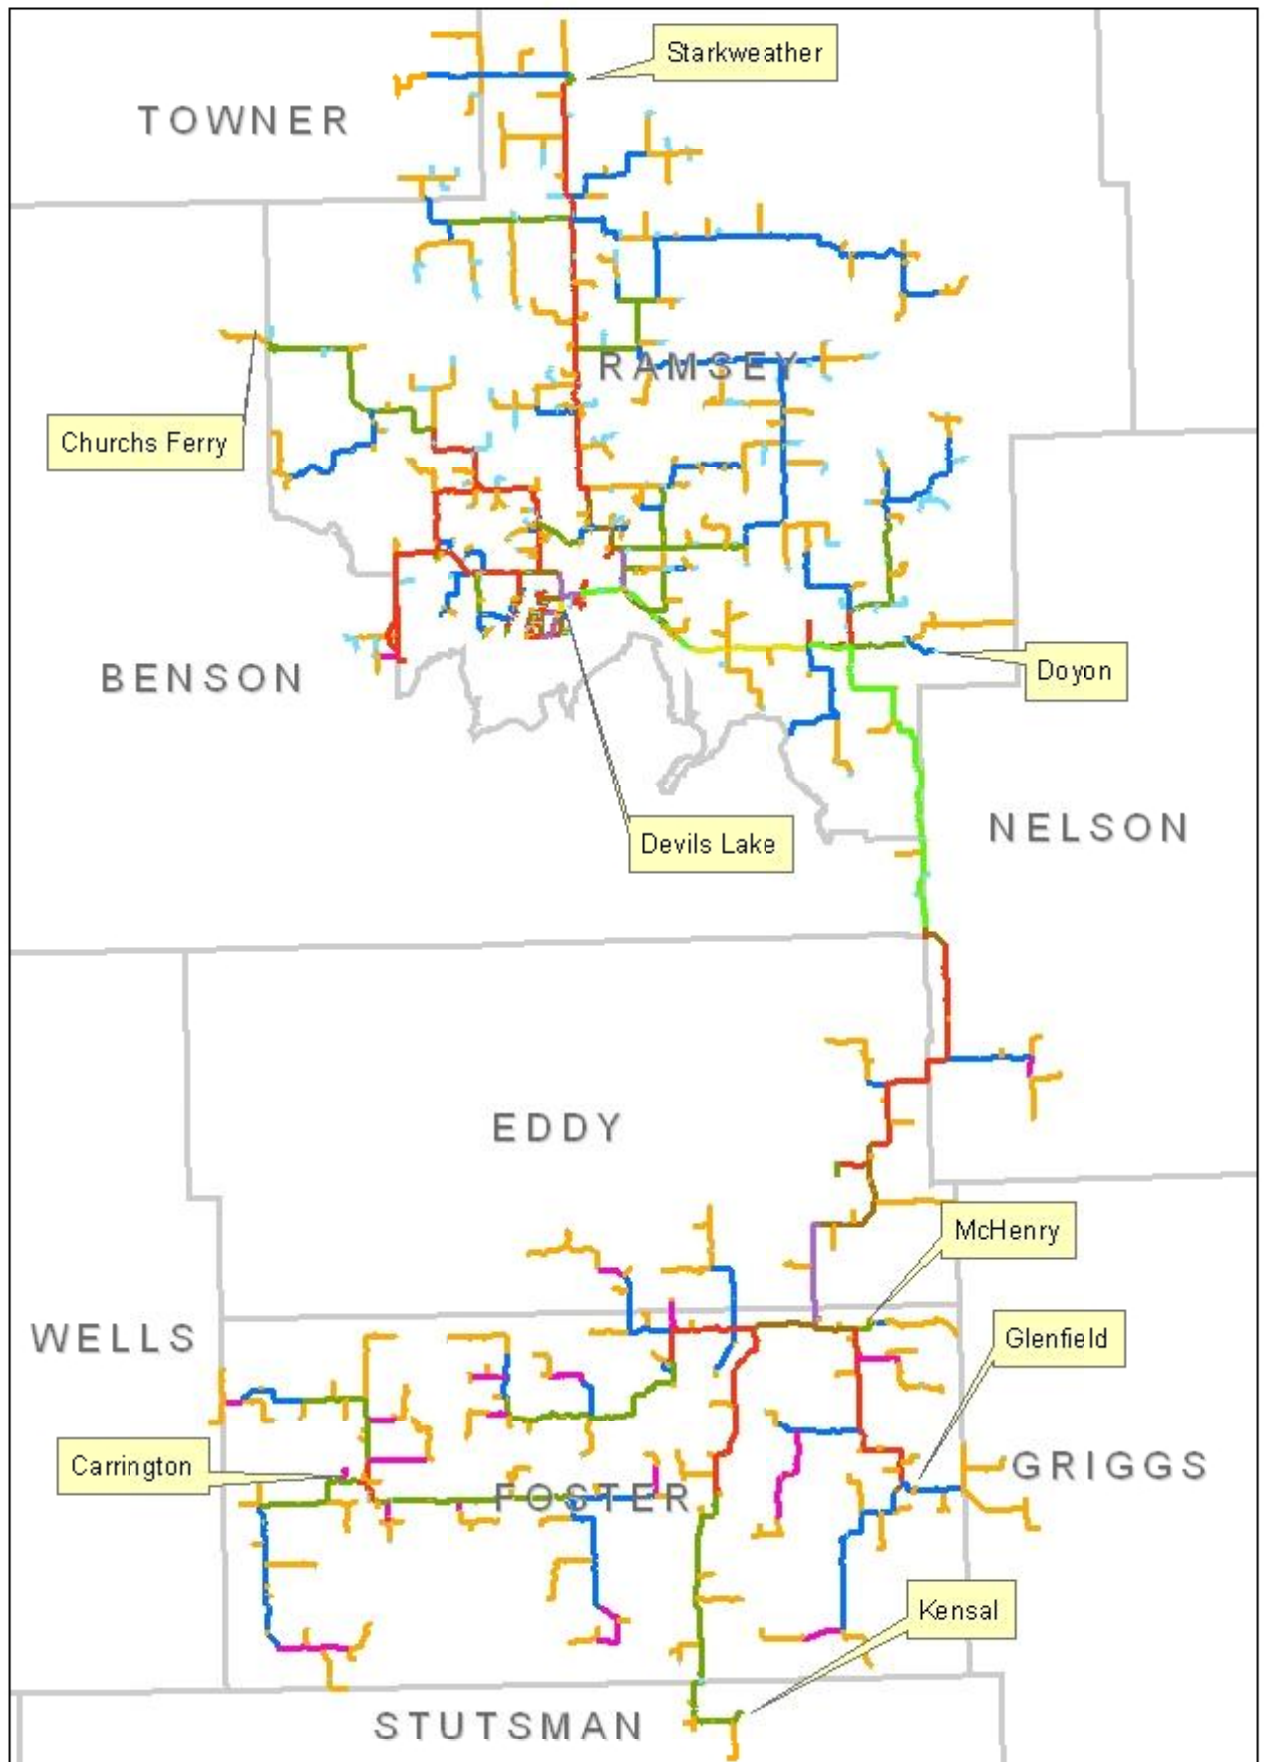 Starkweather
TOWNER
RAMSEY
Churchs Ferry
BENSON
Doyon
Devils Lake
NELSON
EDDY
McHenry
WELLS
Glenfield
Carrington
GRIGGS
FOSTER
Kensal
STUTSMAN